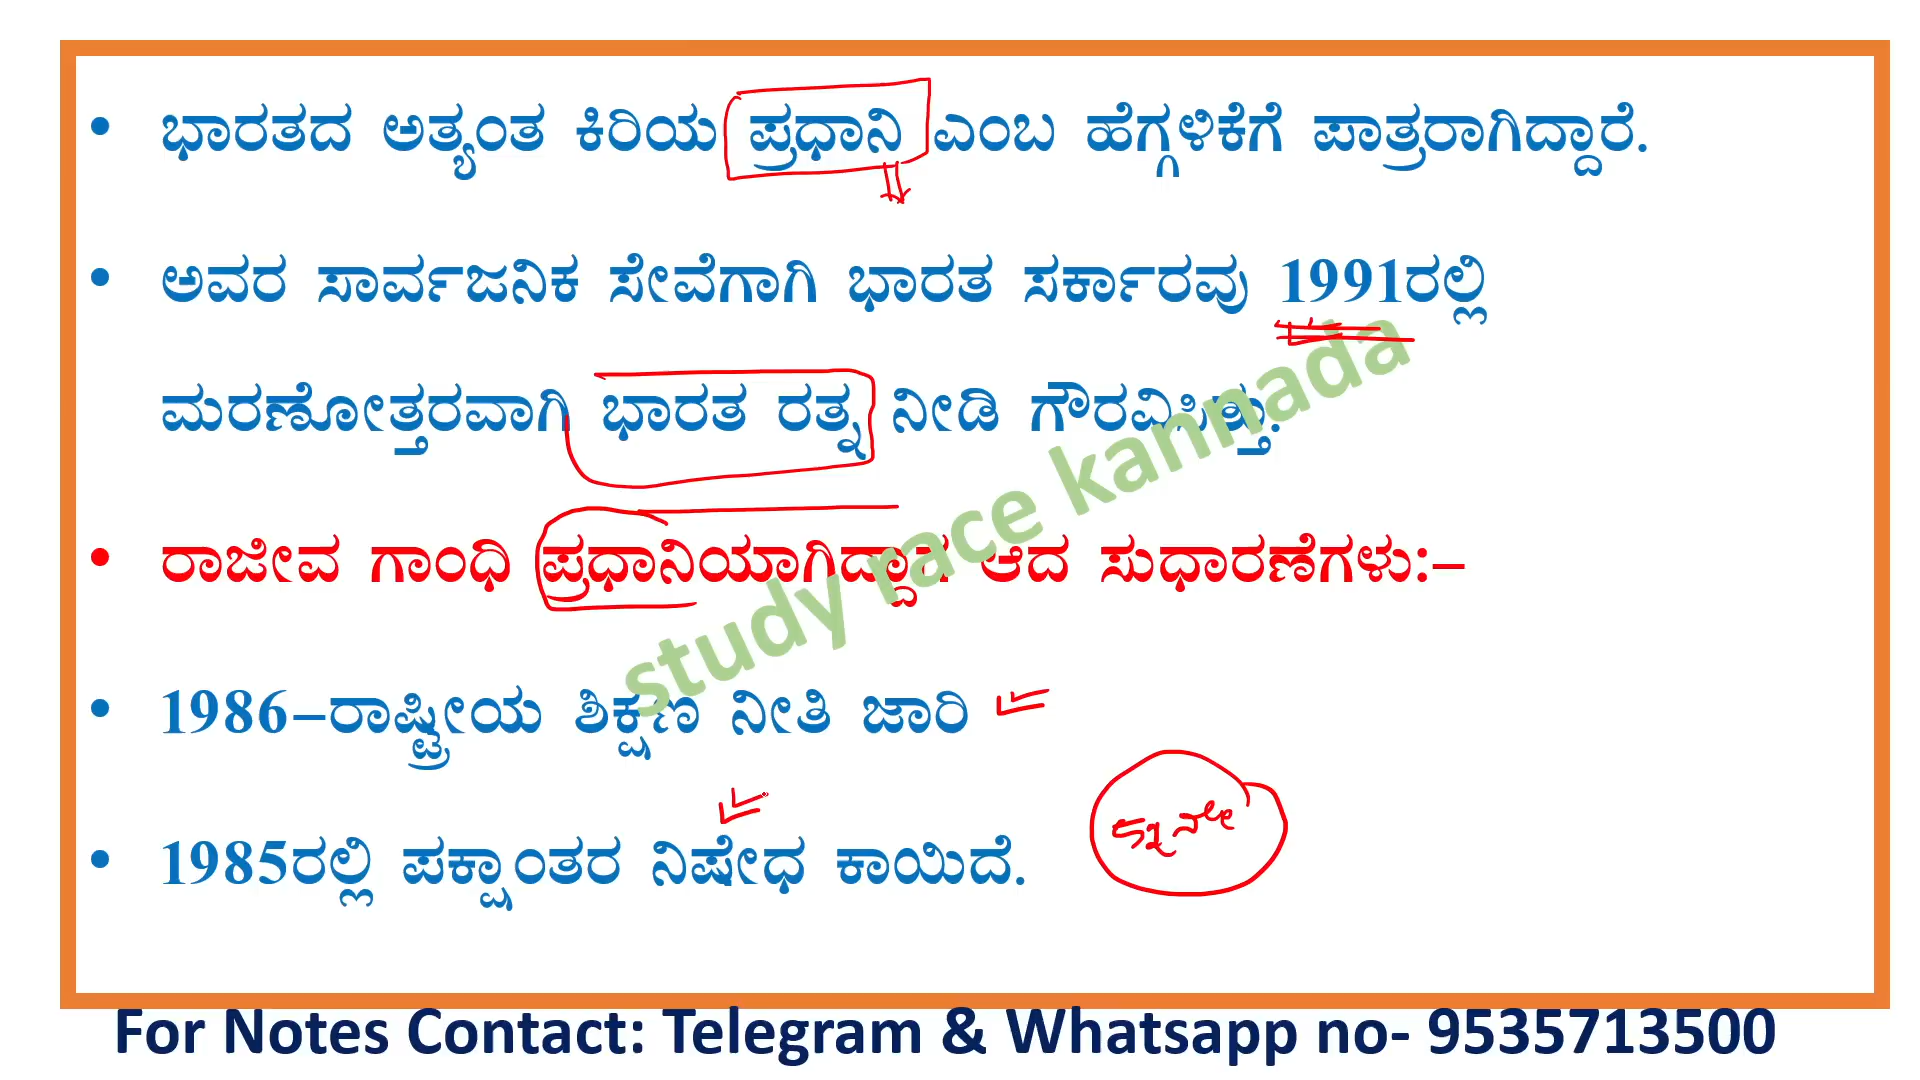 • ಭಾರತದ ಅತ್ಯಂತ ಕಿರಿಯ ಪ್ರಧಾನಿ ಎಂಬ ಹೆಗ್ಗಳಿಕೆಗೆ ಪಾತ್ರರಾಗಿದ್ದಾರೆ.
• ಅವರ ಸಾರ್ವಜನಿಕ ಸೇವೆಗಾಗಿ ಭಾರತ ಸರ್ಕಾರವು 1991ರಲ್ಲಿ
ಮರಣೋತ್ತರವಾಗಿ ಭಾರತ ರತ್ನ ನೀಡಿ ಗೌರವಿಸಿತ್ತು.
• ರಾಜೀವ ಗಾಂಧಿ ಪ್ರಧಾನಿಯಾಗಿದ್ದಾಗ ಆದ ಸುಧಾರಣೆಗಳು:–
• 1986–ರಾಷ್ಟ್ರೀಯ ಶಿಕ್ಷಣ ನೀತಿ ಜಾರಿ
• 1985ರಲ್ಲಿ ಪಕ್ಷಾಂತರ ನಿಷೇಧ ಕಾಯಿದೆ.
study race kannada
For Notes Contact: Telegram & Whatsapp no- 9535713500